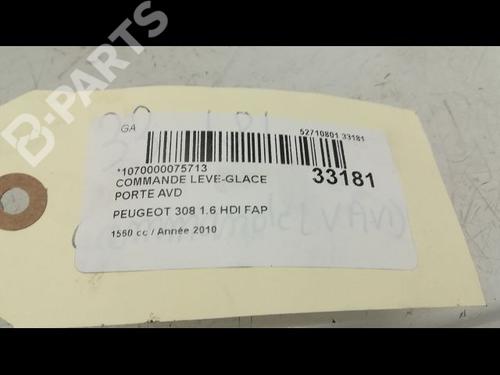 B-PARTS
GA
52710801 33181
*1070000075713
33181
COMMANDE LEVE-GLACE
PORTE AVD
PEUGEOT 308 1.6 HDI FAP
1560 cc / Année 2010